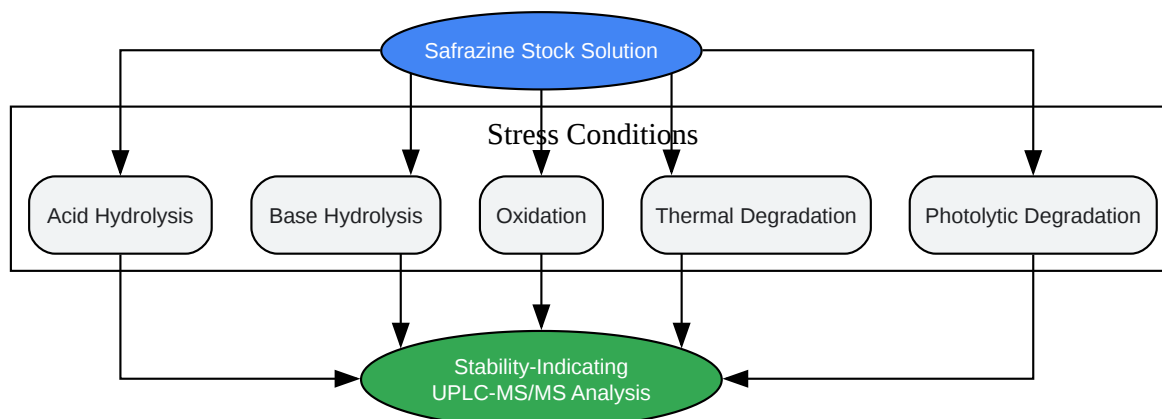 Safrazine Stock Solution
Stress Conditions
Acid Hydrolysis
Base Hydrolysis
Oxidation
Thermal Degradation
Photolytic Degradation
Stability-Indicating
UPLC-MS/MS Analysis